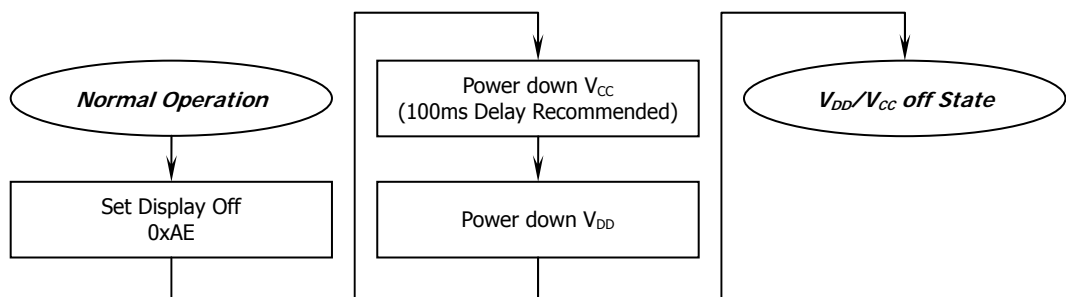 Normal Operation
Set Display Off
0xAE
Power down VCC
(100ms Delay Recommended)
Power down VDD
VDD/VCC off State